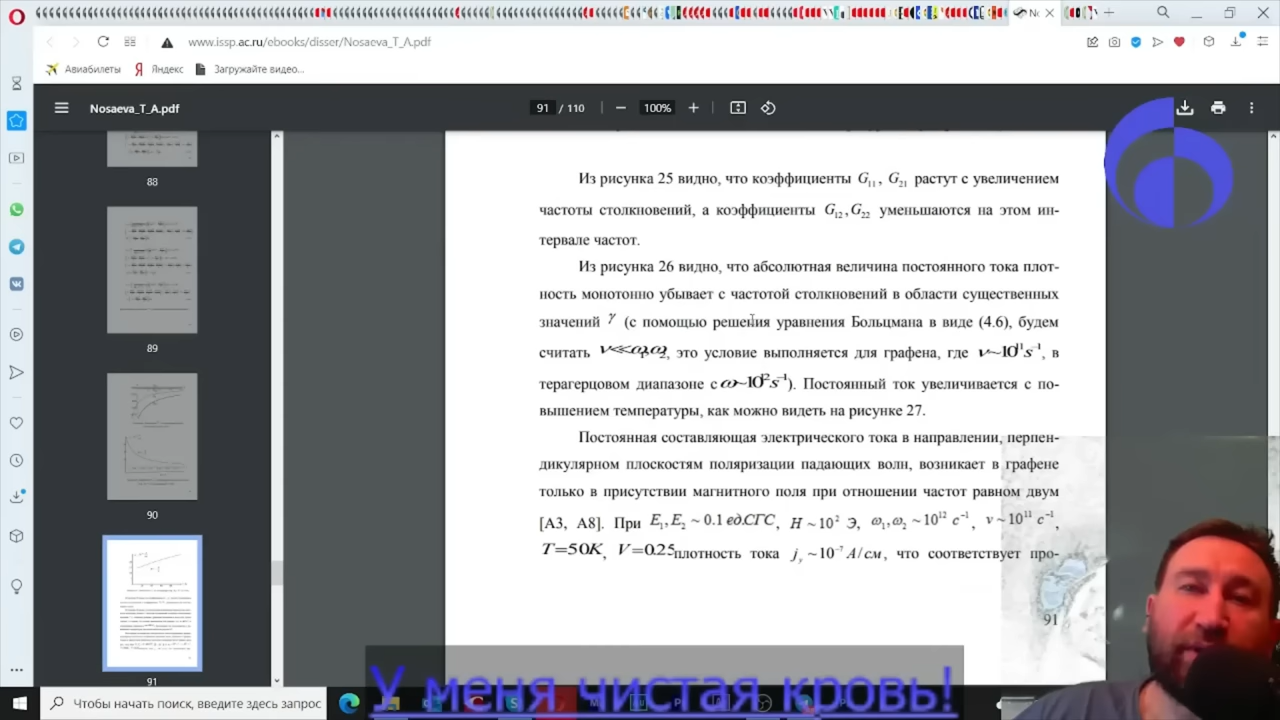 www.issp.ac.ru/ebooks/disser/Nosaeva_T_A.pdf
Авиабилеты Яндекс Загружайте видео...
Nosaeva_T_A.pdf 91 / 110 100%
88
89
90
91
Из рисунка 25 видно, что коэффициенты G₁₁, G₂₁ растут с увеличением
частоты столкновений, а коэффициенты G₁₂,G₂₂ уменьшаются на этом ин-
тервале частот.
Из рисунка 26 видно, что абсолютная величина постоянного тока плот-
ность монотонно убывает с частотой столкновений в области существенных
значений γ (с помощью решения уравнения Больцмана в виде (4.6), будем
считать ν<<ω₁,ω₂, это условие выполняется для графена, где ν~10¹¹s⁻¹, в
терагерцовом диапазоне с ω~10¹²s⁻¹). Постоянный ток увеличивается с по-
вышением температуры, как можно видеть на рисунке 27.
Постоянная составляющая электрического тока в направлении, перпен-
дикулярном плоскостям поляризации падающих волн, возникает в графене
только в присутствии магнитного поля при отношении частот равном двум
[А3, А8]. При E₁,E₂ ~ 0.1 ед.СГС, H ~ 10² Э, ω₁,ω₂ ~ 10¹² c⁻¹, ν ~ 10¹¹ c⁻¹,
T=50K, V=0.25 плотность тока jᵧ ~ 10⁻⁷ А/см, что соответствует про-
91
У меня чистая кровь!
Чтобы начать поиск, введите здесь запрос